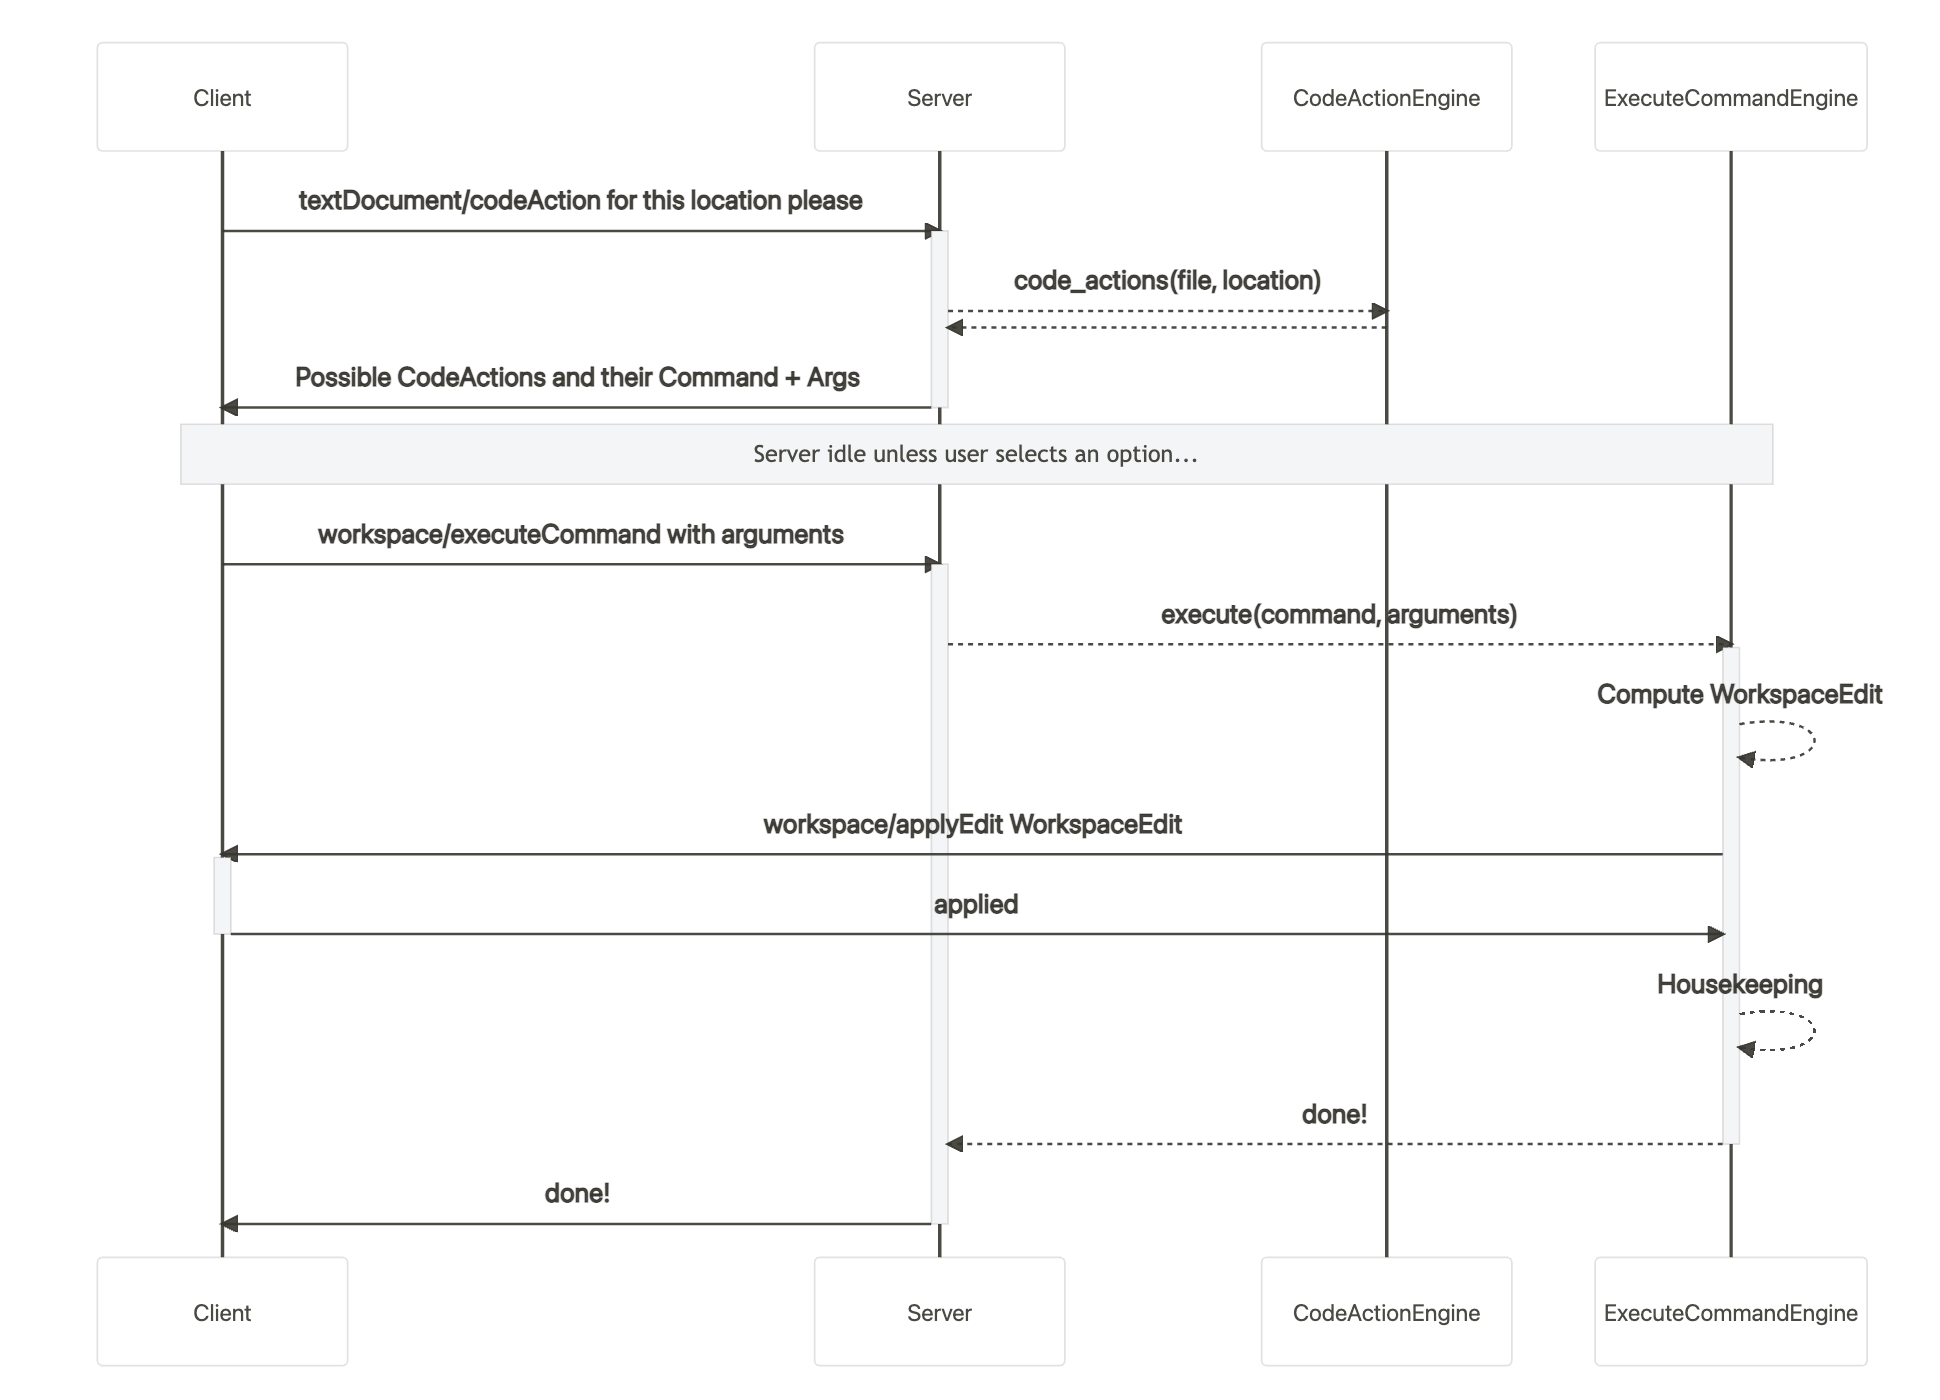 Client
Server
CodeActionEngine
ExecuteCommandEngine
textDocument/codeAction for this location please
code_actions(file, location)
Possible CodeActions and their Command + Args
Server idle unless user selects an option...
workspace/executeCommand with arguments
execute(command, arguments)
Compute WorkspaceEdit
workspace/applyEdit WorkspaceEdit
applied
Housekeeping
done!
done!
Client
Server
CodeActionEngine
ExecuteCommandEngine